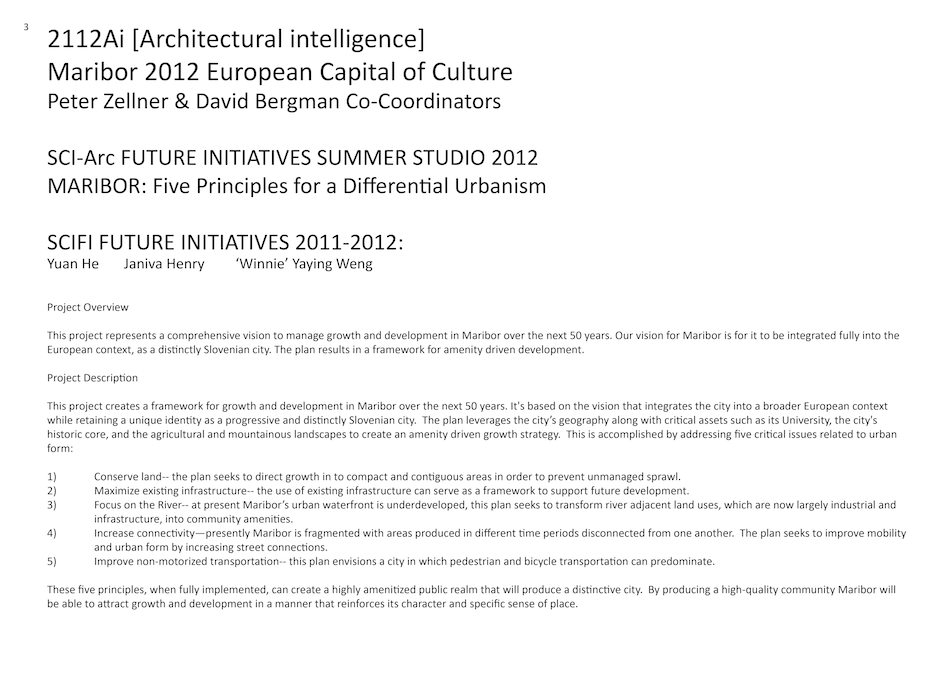 3
2112Ai [Architectural intelligence]
Maribor 2012 European Capital of Culture
Peter Zellner & David Bergman Co-Coordinators
SCI-Arc FUTURE INITIATIVES SUMMER STUDIO 2012
MARIBOR: Five Principles for a Differential Urbanism
SCIFI FUTURE INITIATIVES 2011-2012:
Yuan He Janiva Henry ‘Winnie’ Yaying Weng
Project Overview
This project represents a comprehensive vision to manage growth and development in Maribor over the next 50 years. Our vision for Maribor is for it to be integrated fully into the
European context, as a distinctly Slovenian city. The plan results in a framework for amenity driven development.
Project Description
This project creates a framework for growth and development in Maribor over the next 50 years. It's based on the vision that integrates the city into a broader European context
while retaining a unique identity as a progressive and distinctly Slovenian city. The plan leverages the city’s geography along with critical assets such as its University, the city's
historic core, and the agricultural and mountainous landscapes to create an amenity driven growth strategy. This is accomplished by addressing five critical issues related to urban
form:
1) Conserve land-- the plan seeks to direct growth in to compact and contiguous areas in order to prevent unmanaged sprawl.
2) Maximize existing infrastructure-- the use of existing infrastructure can serve as a framework to support future development.
3) Focus on the River-- at present Maribor’s urban waterfront is underdeveloped, this plan seeks to transform river adjacent land uses, which are now largely industrial and
infrastructure, into community amenities.
4) Increase connectivity—presently Maribor is fragmented with areas produced in different time periods disconnected from one another. The plan seeks to improve mobility
and urban form by increasing street connections.
5) Improve non-motorized transportation-- this plan envisions a city in which pedestrian and bicycle transportation can predominate.
These five principles, when fully implemented, can create a highly amenitized public realm that will produce a distinctive city. By producing a high-quality community Maribor will
be able to attract growth and development in a manner that reinforces its character and specific sense of place.